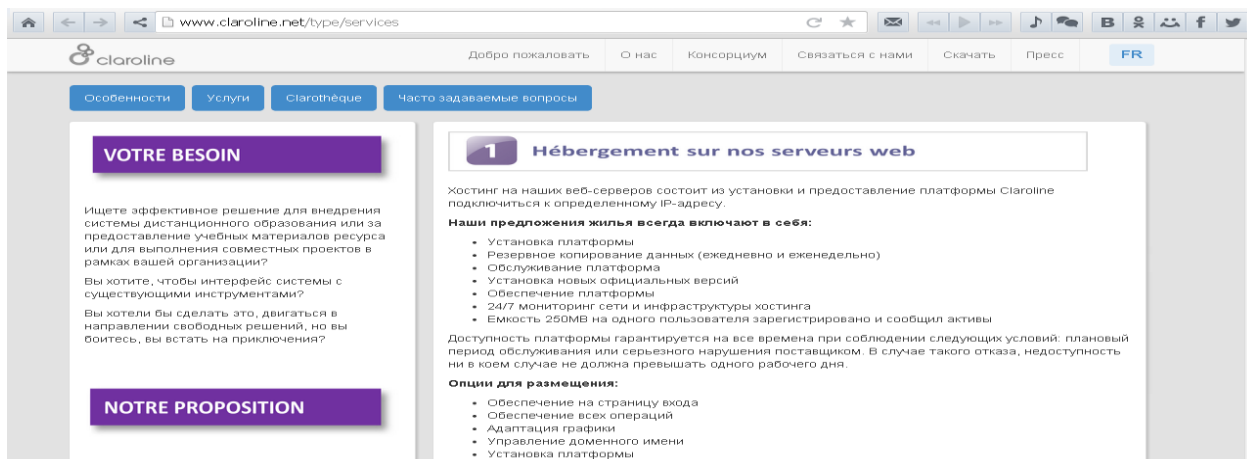 www.claroline.net/type/services
claroline
Добро пожаловать О нас Консорциум Связаться с нами Скачать Пресс FR
Особенности Услуги Clarothèque Часто задаваемые вопросы
VOTRE BESOIN
Ищете эффективное решение для внедрения
системы дистанционного образования или за
предоставление учебных материалов ресурса
или для выполнения совместных проектов в
рамках вашей организации?
Вы хотите, чтобы интерфейс системы с
существующими инструментами?
Вы хотели бы сделать это, двигаться в
направлении свободных решений, но вы
боитесь, вы встать на приключения?
NOTRE PROPOSITION
1 Hébergement sur nos serveurs web
Хостинг на наших веб-серверов состоит из установки и предоставление платформы Claroline
подключиться к определенному IP-адресу.
Наши предложения жилья всегда включают в себя:
• Установка платформы
• Резервное копирование данных (ежедневно и еженедельно)
• Обслуживание платформа
• Установка новых официальных версий
• Обеспечение платформы
• 24/7 мониторинг сети и инфраструктуры хостинга
• Емкость 250MB на одного пользователя зарегистрировано и сообщил активы
Доступность платформы гарантируется на все времена при соблюдении следующих условий: плановый
период обслуживания или серьезного нарушения поставщиком. В случае такого отказа, недоступность
ни в коем случае не должна превышать одного рабочего дня.
Опции для размещения:
• Обеспечение на страницу входа
• Обеспечение всех операций
• Адаптация графики
• Управление доменного имени
• Установка платформы